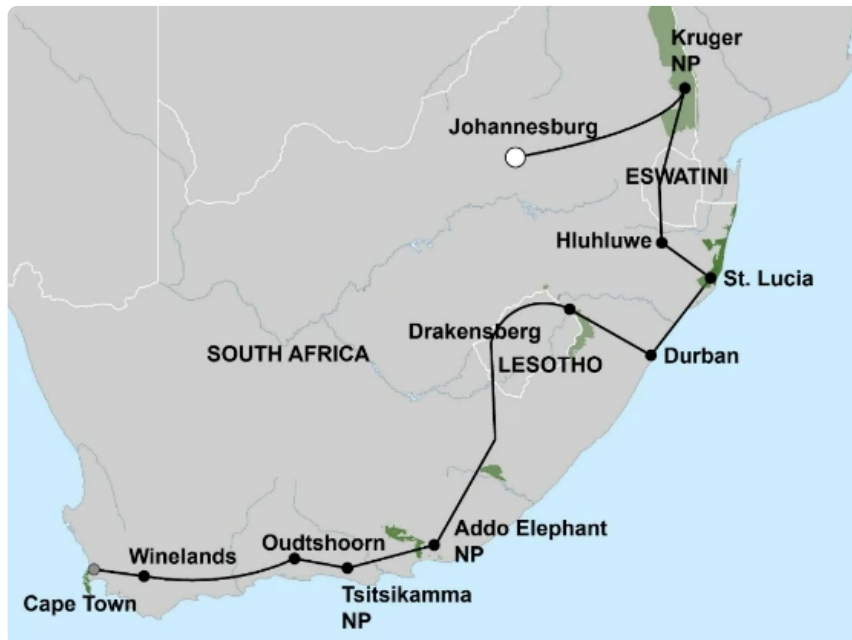 Kruger
NP
Johannesburg
ESWATINI
Hluhluwe
St. Lucia
Drakensberg
SOUTH AFRICA
LESOTHO
Durban
Addo Elephant
NP
Oudtshoorn
Winelands
Tsitsikamma
NP
Cape Town